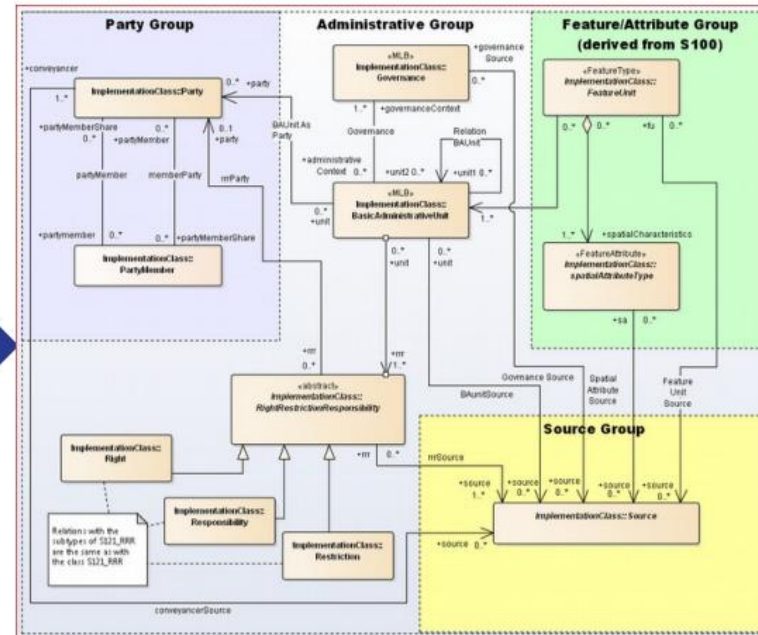 Party Group
Administrative Group
Feature/Attribute Group
(derived from S100)
+conveyancer
1..*
ImplementationClass::Party
0..*
+party
0..1
+party
+partyMemberShare
0..*
0..*
+partyMember
partyMember
memberParty
+partymember
0..*
0..*
+partyMemberShare
ImplementationClass::
PartyMember
BAUnit As
Party
rrrParty
«MLB»
ImplementationClass::
Governance
+governance
Source
0..*
1..*
+governanceContext
Governance
Relation
BAUnit
+administrative
Context
0..*
+unit2 0..*
+unit1 0..*
«MLB»
ImplementationClass::
BasicAdministrativeUnit
0..*
+unit
0..*
+unit
0..*
+unit
1..*
«FeatureType»
ImplementationClass::
FeatureUnit
0..*
0..*
+fu
0..*
1..*
+spatialCharacteristics
«FeatureAttribute»
ImplementationClass::
spatialAttributeType
+sa
0..*
+rrr
0..*
+rrr
1..*
«abstract»
ImplementationClass::
RightRestrictionResponsibility
+rrr
0..*
rrrSource
BAunitSource
Govrnance Source
Spatial
Attribute
Source
Feature
Unit
Source
Source Group
+source
1..*
+source
0..*
+source
0..*
+source
0..*
+source
0..*
ImplementationClass::Source
+source
0..*
ImplementationClass::
Right
ImplementationClass::
Responsibility
ImplementationClass::
Restriction
Relations with the
subtypes of S121_RRR
are the same as with
the class S121_RRR
conveyancerSource